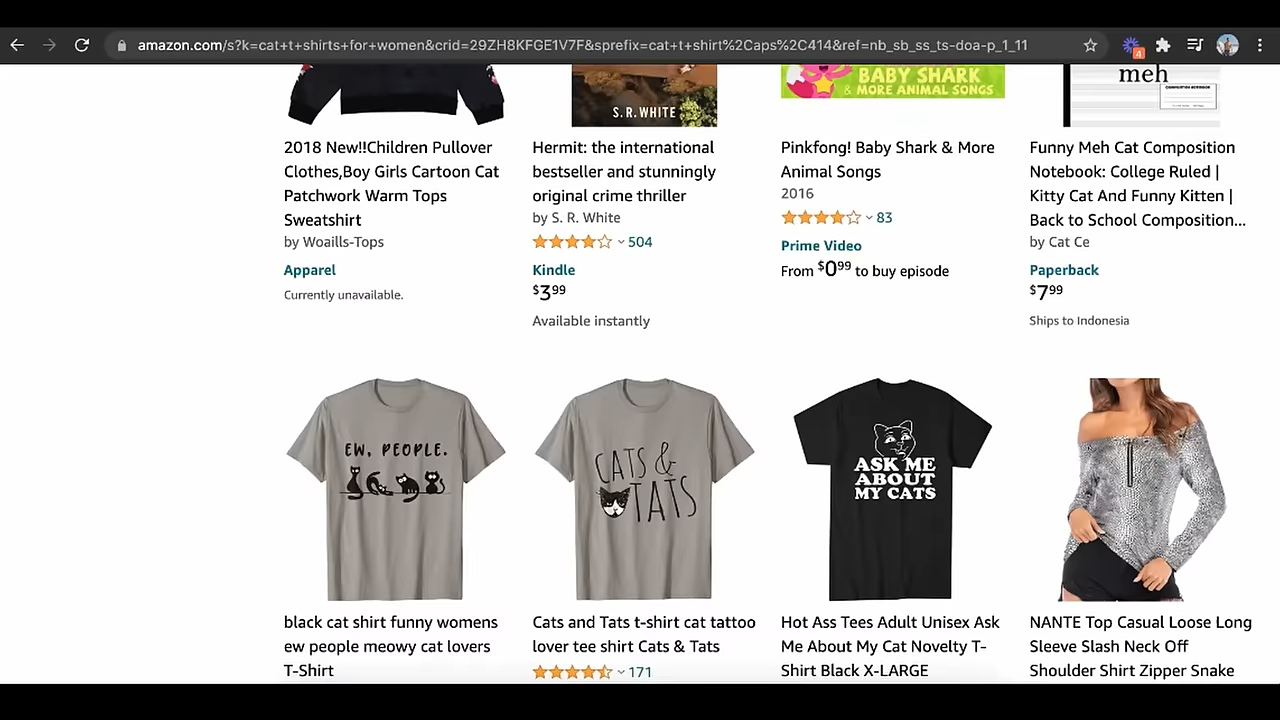 amazon.com/s?k=cat+t+shirts+for+women&crid=29ZH8KFGE1V7F&sprefix=cat+t+shirt%2Caps%2C414&ref=nb_sb_ss_ts-doa-p_1_11
4
S. R. WHITE
BABY SHARK
& MORE ANIMAL SONGS
meh
COMPOSITION NOTEBOOK
2018 New!!Children Pullover
Clothes,Boy Girls Cartoon Cat
Patchwork Warm Tops
Sweatshirt
by Woaills-Tops
Apparel
Currently unavailable.
Hermit: the international
bestseller and stunningly
original crime thriller
by S. R. White
504
Kindle
$3.99
Available instantly
Pinkfong! Baby Shark & More
Animal Songs
2016
83
Prime Video
From $0.99 to buy episode
Funny Meh Cat Composition
Notebook: College Ruled |
Kitty Cat And Funny Kitten |
Back to School Composition...
by Cat Ce
Paperback
$7.99
Ships to Indonesia
EW, PEOPLE.
CATS &
TATS
ASK ME
ABOUT
MY CATS
black cat shirt funny womens
ew people meowy cat lovers
T-Shirt
Cats and Tats t-shirt cat tattoo
lover tee shirt Cats & Tats
171
Hot Ass Tees Adult Unisex Ask
Me About My Cat Novelty T-
Shirt Black X-LARGE
NANTE Top Casual Loose Long
Sleeve Slash Neck Off
Shoulder Shirt Zipper Snake